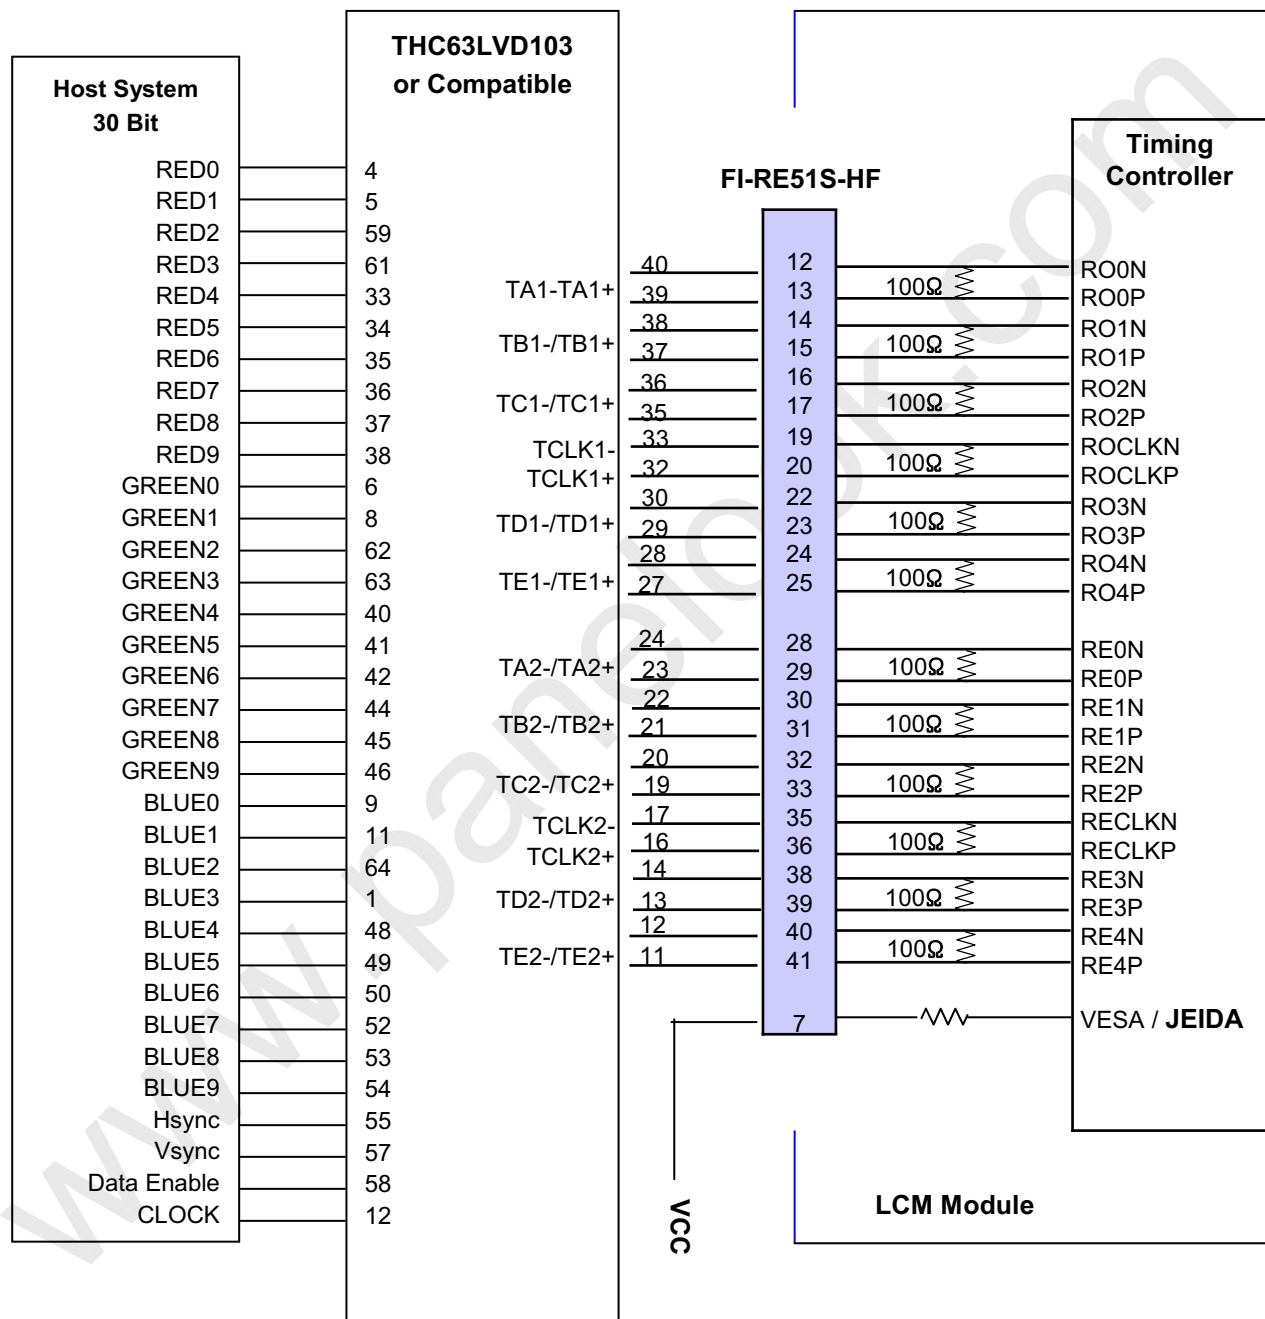 THC63LVD103
or Compatible
Host System
30 Bit
RED0
RED1
RED2
RED3
RED4
RED5
RED6
RED7
RED8
RED9
GREEN0
GREEN1
GREEN2
GREEN3
GREEN4
GREEN5
GREEN6
GREEN7
GREEN8
GREEN9
BLUE0
BLUE1
BLUE2
BLUE3
BLUE4
BLUE5
BLUE6
BLUE7
BLUE8
BLUE9
Hsync
Vsync
Data Enable
CLOCK
4
5
59
61
33
34
35
36
37
38
6
8
62
63
40
41
42
44
45
46
9
11
64
1
48
49
50
52
53
54
55
57
58
12
TA1-TA1+
TB1-/TB1+
TC1-/TC1+
TCLK1-
TCLK1+
TD1-/TD1+
TE1-/TE1+
TA2-/TA2+
TB2-/TB2+
TC2-/TC2+
TCLK2-
TCLK2+
TD2-/TD2+
TE2-/TE2+
40
39
38
37
36
35
33
32
30
29
28
27
24
23
22
21
20
19
17
16
14
13
12
11
VCC
FI-RE51S-HF
12
13
14
15
16
17
19
20
22
23
24
25
28
29
30
31
32
33
35
36
38
39
40
41
7
100Ω
100Ω
100Ω
100Ω
100Ω
100Ω
100Ω
100Ω
100Ω
100Ω
100Ω
100Ω
Timing
Controller
RO0N
RO0P
RO1N
RO1P
RO2N
RO2P
ROCLKN
ROCLKP
RO3N
RO3P
RO4N
RO4P
RE0N
RE0P
RE1N
RE1P
RE2N
RE2P
RECLKN
RECLKP
RE3N
RE3P
RE4N
RE4P
VESA / JEIDA
LCM Module
www.panelook.com